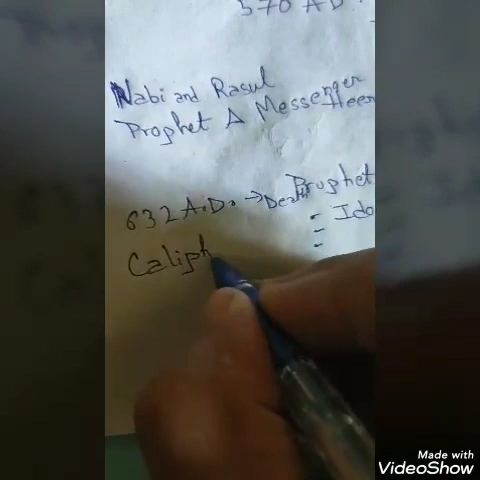 570 A.D.
Nabi and Rasul
Prophet A Messenger
632 A.D. → Death Prophet
- Ido
Caliph
Made with
VideoShow